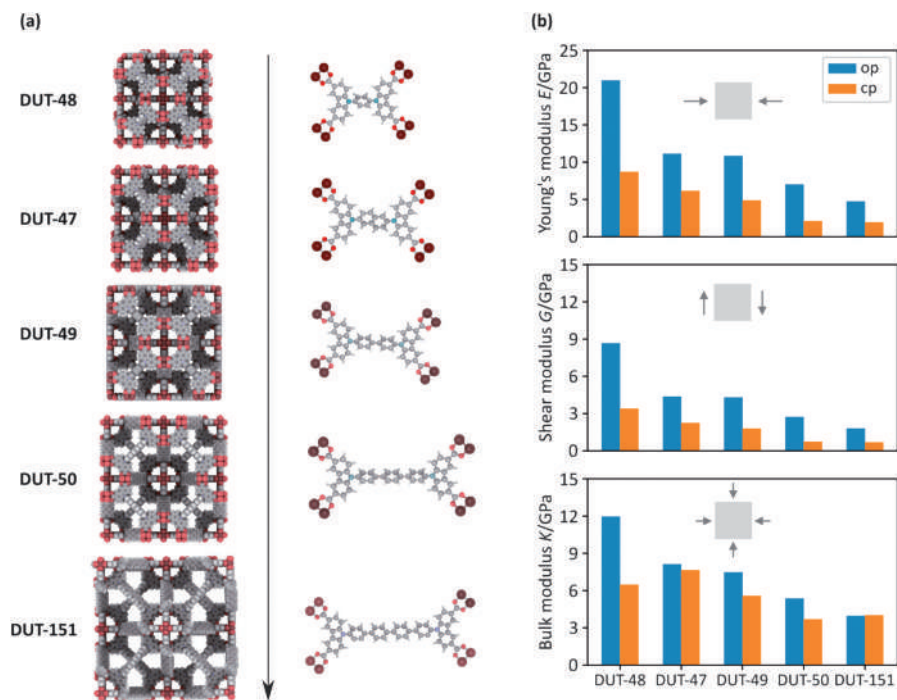 (a)
DUT-48
DUT-47
DUT-49
DUT-50
DUT-151
(b)
Young's modulus E/GPa
25
20
15
10
5
0
op
cp
Shear modulus G/GPa
15
12
9
6
3
0
Bulk modulus K/GPa
15
12
9
6
3
0
DUT-48 DUT-47 DUT-49 DUT-50 DUT-151